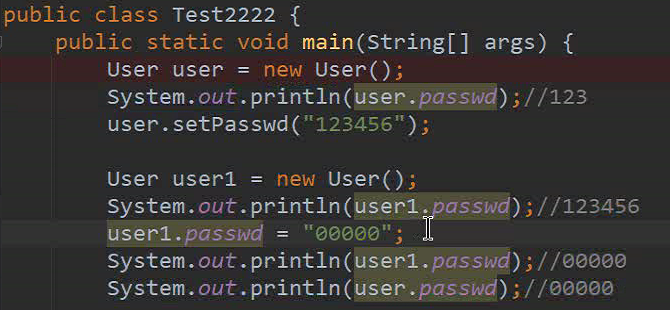 public class Test2222 {
public static void main(String[] args) {
User user = new User();
System.out.println(user.passwd);//123
user.setPasswd("123456");
User user1 = new User();
System.out.println(user1.passwd);//123456
user1.passwd = "00000";
System.out.println(user1.passwd);//00000
System.out.println(user.passwd);//00000